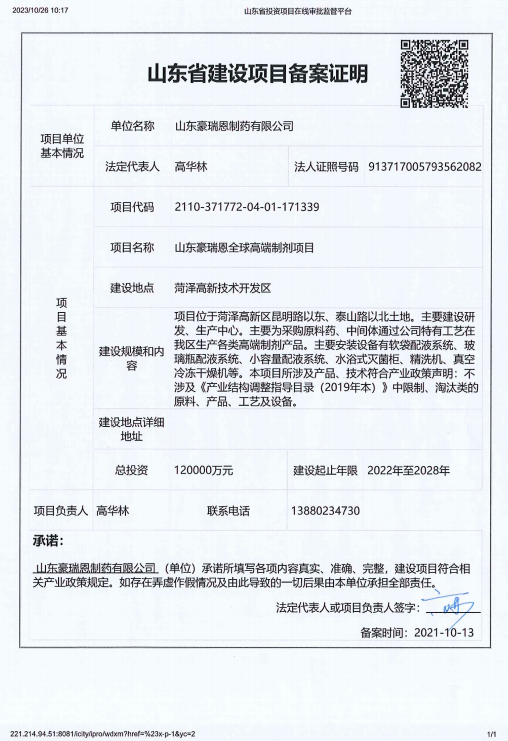 2023/10/26 10:17
山东省投资项目在线审批监管平台
山东省建设项目备案证明
项目单位
基本情况
单位名称
山东豪瑞恩制药有限公司
法定代表人
高华林
法人证照号码
913717005793562082
项目基本情况
项目代码
2110-371772-04-01-171339
项目名称
山东豪瑞恩全球高端制剂项目
建设地点
菏泽高新技术开发区
建设规模和内
容
项目位于菏泽高新区昆明路以东、泰山路以北土地。主要建设研
发、生产中心。主要为采购原料药、中间体通过公司特有工艺在
我区生产各类高端制剂产品。主要安装设备有软袋配液系统、玻
璃瓶配液系统、小容量配液系统、水浴式灭菌柜、精洗机、真空
冷冻干燥机等。本项目所涉及产品、技术符合产业政策声明：不
涉及《产业结构调整指导目录（2019年本）》中限制、淘汰类的
原料、产品、工艺及设备。
建设地点详细
地址
总投资
120000万元
建设起止年限
2022年至2028年
项目负责人
高华林
联系电话
13880234730
承诺：
山东豪瑞恩制药有限公司（单位）承诺所填写各项内容真实、准确、完整，建设项目符合相
关产业政策规定。如存在弄虚作假情况及由此导致的一切后果由本单位承担全部责任。
法定代表人或项目负责人签字：
备案时间：2021-10-13
221.214.94.51:8081/icity/ipro/wdxm?href=%23x-p-1&yc=2
1/1